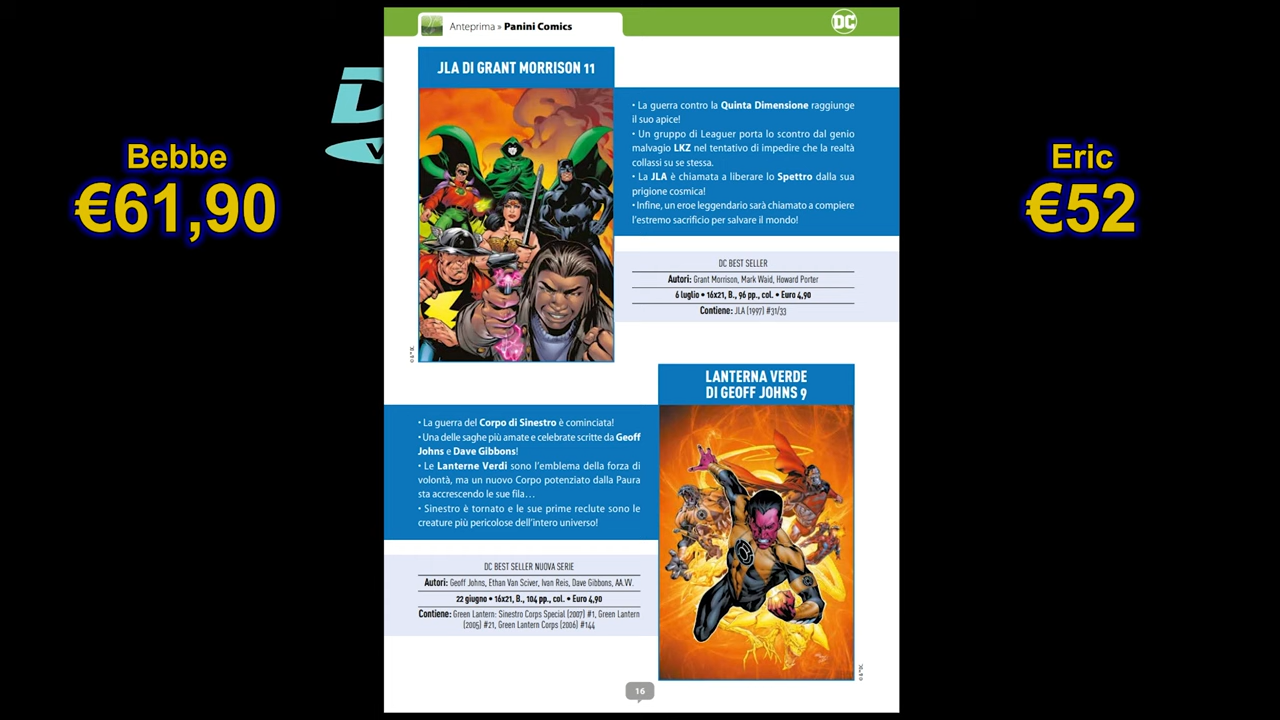 Anteprima » Panini Comics
DC
JLA DI GRANT MORRISON 11
• La guerra contro la Quinta Dimensione raggiunge
il suo apice!
• Un gruppo di Leaguer porta lo scontro dal genio
malvagio LKZ nel tentativo di impedire che la realtà
collassi su se stessa.
• La JLA è chiamata a liberare lo Spettro dalla sua
prigione cosmica!
• Infine, un eroe leggendario sarà chiamato a compiere
l'estremo sacrificio per salvare il mondo!
DC BEST SELLER
Autori: Grant Morrison, Mark Waid, Howard Porter
6 luglio • 16x21, B., 96 pp., col. • Euro 4,90
Contiene: JLA (1997) #31/33
Bebbe
€61,90
Eric
€52
LANTERNA VERDE
DI GEOFF JOHNS 9
• La guerra del Corpo di Sinestro è cominciata!
• Una delle saghe più amate e celebrate scritte da Geoff
Johns e Dave Gibbons!
• Le Lanterne Verdi sono l'emblema della forza di
volontà, ma un nuovo Corpo potenziato dalla Paura
sta accrescendo le sue fila…
• Sinestro è tornato e le sue prime reclute sono le
creature più pericolose dell'intero universo!
DC BEST SELLER NUOVA SERIE
Autori: Geoff Johns, Ethan Van Sciver, Ivan Reis, Dave Gibbons, AA.VV.
22 giugno • 16x21, B., 104 pp., col. • Euro 4,90
Contiene: Green Lantern: Sinestro Corps Special (2007) #1, Green Lantern
(2005) #21, Green Lantern Corps (2006) #144
16